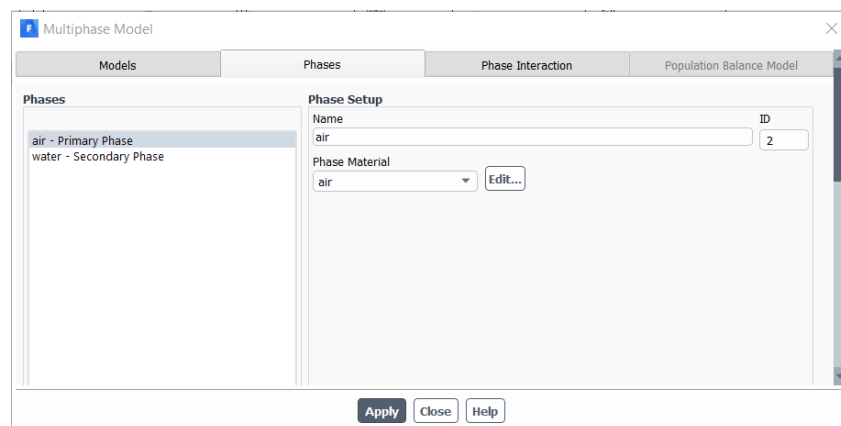 Multiphase Model
Models
Phases
Phase Interaction
Population Balance Model
Phases
air - Primary Phase
water - Secondary Phase
Phase Setup
Name
ID
air
2
Phase Material
air
Edit...
Apply
Close
Help